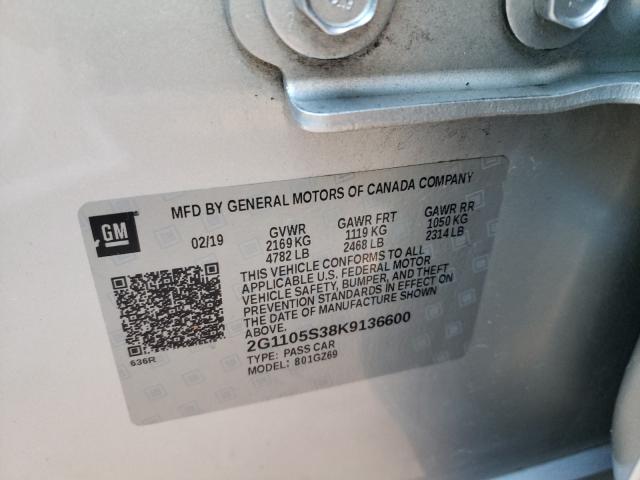 MFD BY GENERAL MOTORS OF CANADA COMPANY
GM
02/19 GVWR GAWR FRT GAWR RR
2169 KG 1119 KG 1050 KG
4782 LB 2468 LB 2314 LB
THIS VEHICLE CONFORMS TO ALL
APPLICABLE U.S. FEDERAL MOTOR
VEHICLE SAFETY, BUMPER, AND THEFT
PREVENTION STANDARDS IN EFFECT ON
THE DATE OF MANUFACTURE SHOWN
ABOVE.
2G1105S38K9136600
TYPE: PASS CAR
MODEL: 801GZ69
636R